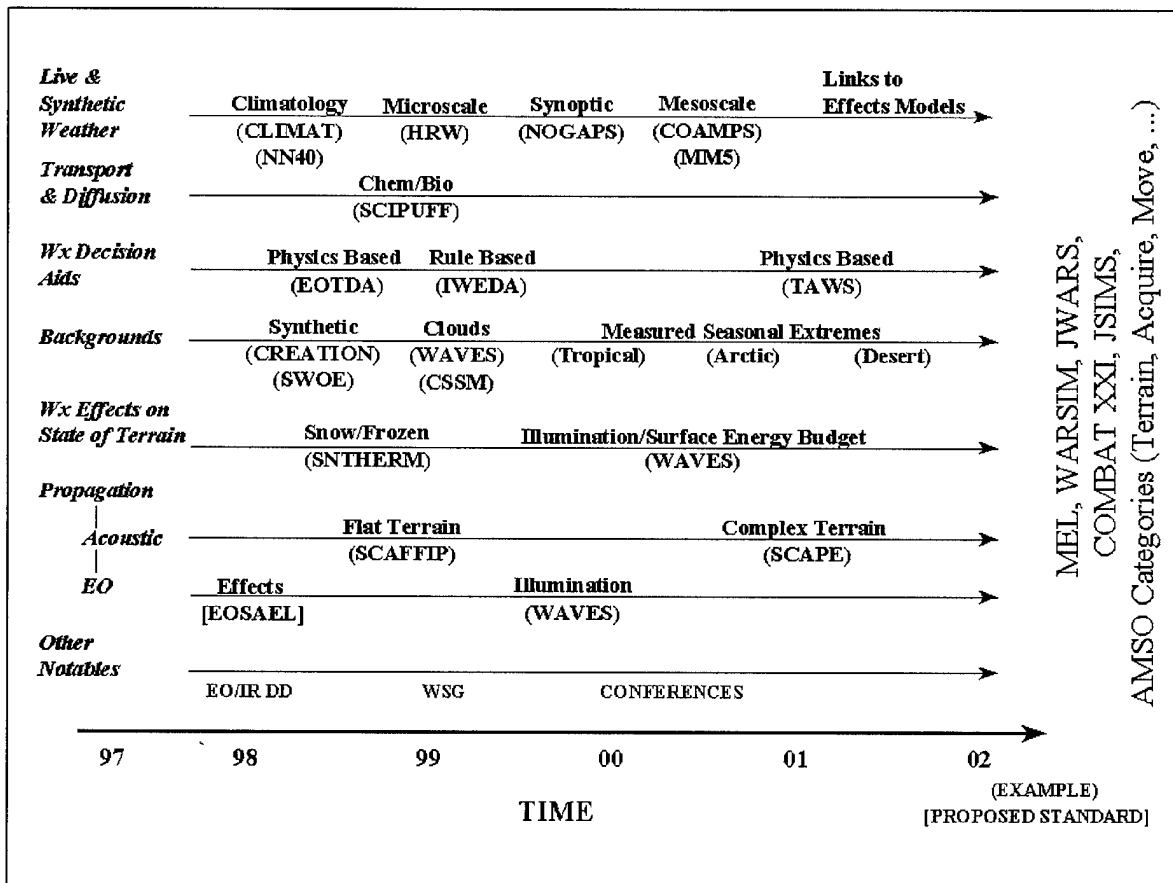 Live &
Synthetic
Weather
Climatology
(CLIMAT)
(NN40)
Microscale
(HRW)
Synoptic
(NOGAPS)
Mesoscale
(COAMPS)
(MM5)
Links to
Effects Models
Transport
& Diffusion
Chem/Bio
(SCIPUFF)
Wx Decision
Aids
Physics Based
(EOTDA)
Rule Based
(IWEDA)
Physics Based
(TAWS)
Backgrounds
Synthetic
(CREATION)
(SWOE)
Clouds
(WAVES)
(CSSM)
Measured Seasonal Extremes
(Tropical)
(Arctic)
(Desert)
Wx Effects on
State of Terrain
Snow/Frozen
(SNTHERM)
Illumination/Surface Energy Budget
(WAVES)
Propagation
Acoustic
Flat Terrain
(SCAFFIP)
Complex Terrain
(SCAPE)
EO
Effects
[EOSAEL]
Illumination
(WAVES)
Other
Notables
EO/IR DD
WSG
CONFERENCES
97
98
99
00
01
02
TIME
(EXAMPLE)
[PROPOSED STANDARD]
MEL, WARSIM, JWARS,
COMBAT XXI, JSIMS,
AMSO Categories (Terrain, Acquire, Move, ...)